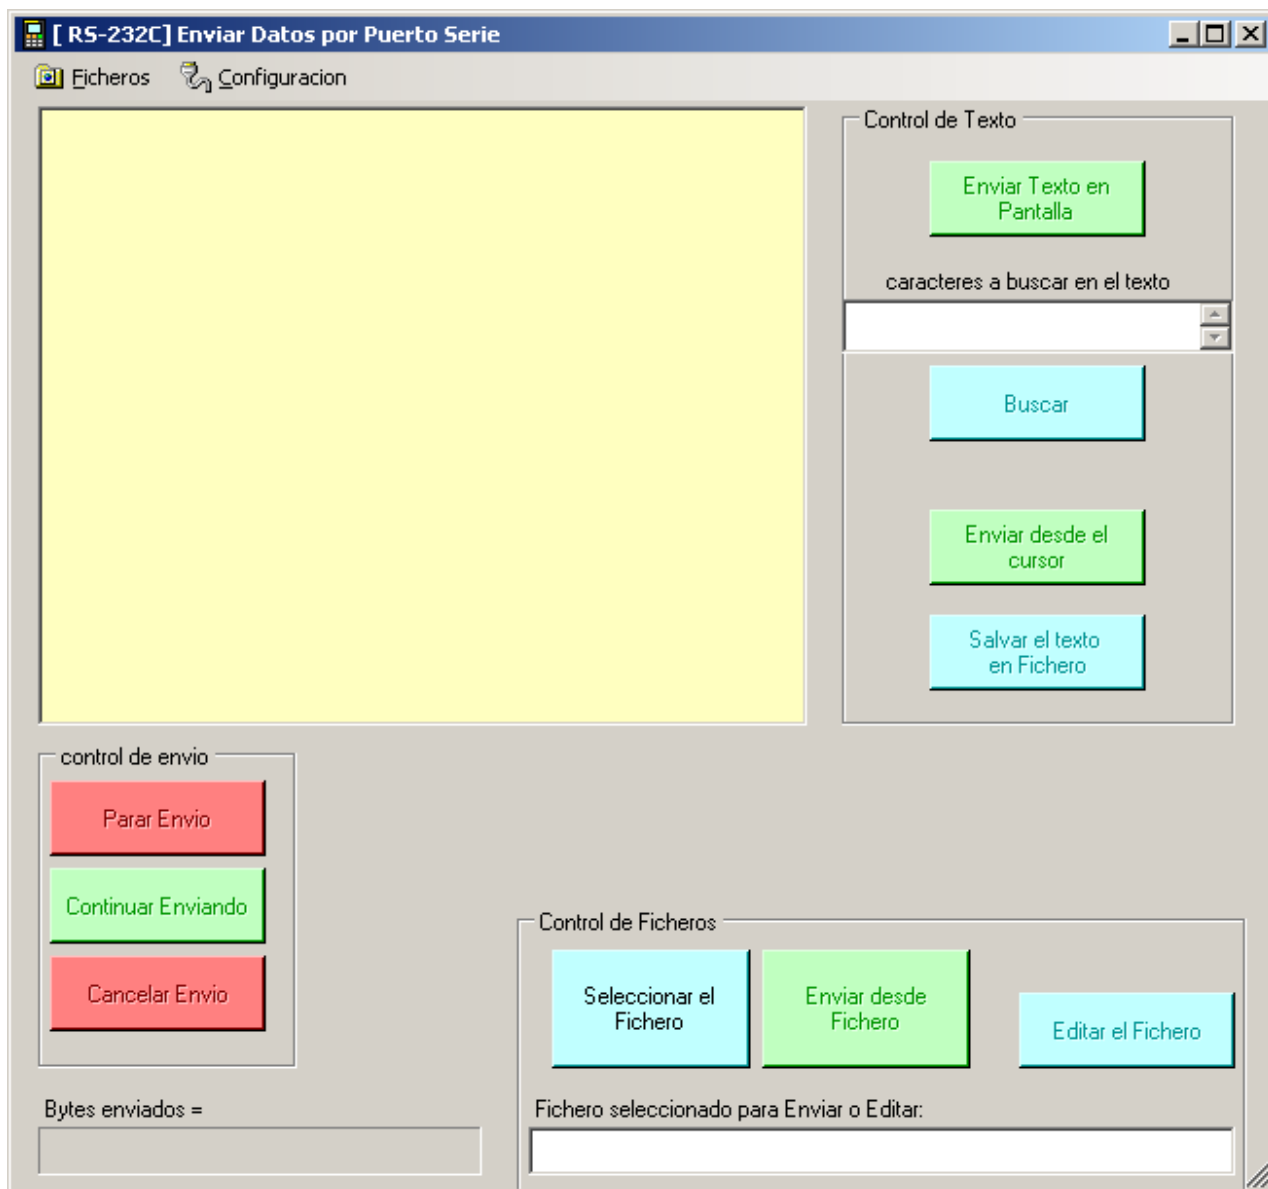 [ RS-232C] Enviar Datos por Puerto Serie
Ficheros Configuracion
Control de Texto
Enviar Texto en
Pantalla
caracteres a buscar en el texto
Buscar
Enviar desde el
cursor
Salvar el texto
en Fichero
control de envio
Parar Envio
Continuar Enviando
Cancelar Envio
Bytes enviados =
Control de Ficheros
Seleccionar el
Fichero
Enviar desde
Fichero
Editar el Fichero
Fichero seleccionado para Enviar o Editar: